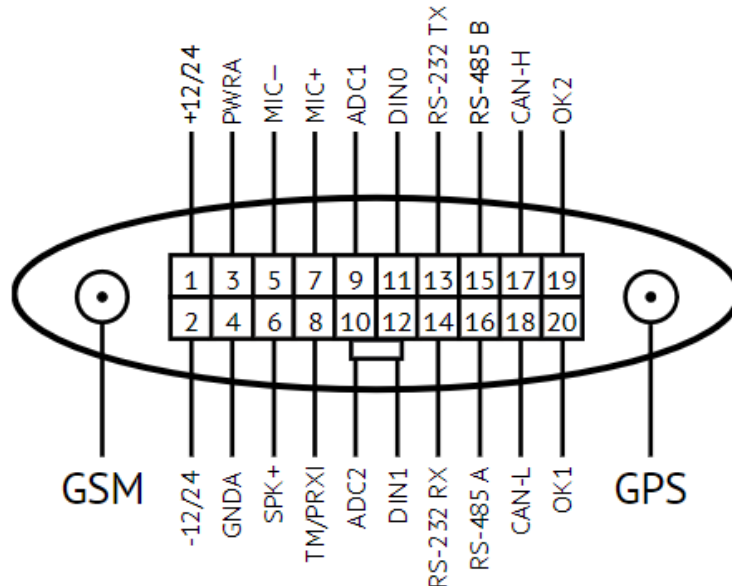 +12/24 PWRA MIC– MIC+ ADC1 DIN0 RS-232 TX RS-485 B CAN-H OK2
1 3 5 7 9 11 13 15 17 19
2 4 6 8 10 12 14 16 18 20
GSM GPS
-12/24 GNDA SPK+ TM/PRXI ADC2 DIN1 RS-232 RX RS-485 A CAN-L OK1